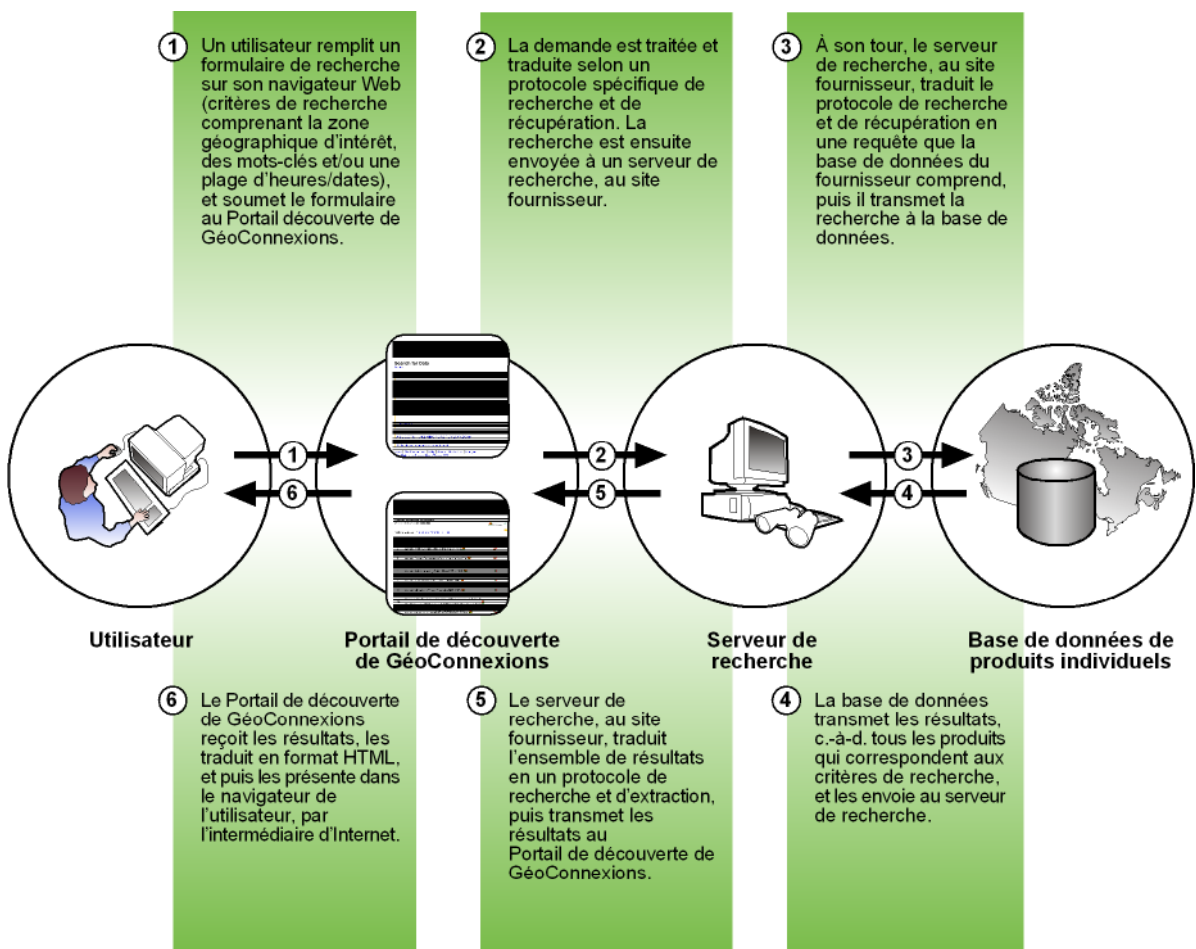 1
Un utilisateur remplit un
formulaire de recherche
sur son navigateur Web
(critères de recherche
comprenant la zone
géographique d'intérêt,
des mots-clés et/ou une
plage d'heures/dates),
et soumet le formulaire
au Portail découverte de
GéoConnexions.
2
La demande est traitée et
traduite selon un
protocole spécifique de
recherche et de
récupération. La
recherche est ensuite
envoyée à un serveur de
recherche, au site
fournisseur.
3
À son tour, le serveur
de recherche, au site
fournisseur, traduit le
protocole de recherche
et de récupération en
une requête que la
base de données du
fournisseur comprend,
puis il transmet la
recherche à la base de
données.
Search for Data
1
2
3
6
5
4
Utilisateur
Portail de découverte
de GéoConnexions
Serveur de
recherche
Base de données de
produits individuels
6
Le Portail de découverte
de GéoConnexions
reçoit les résultats, les
traduit en format HTML,
et puis les présente dans
le navigateur de
l'utilisateur, par
l'intermédiaire d'Internet.
5
Le serveur de
recherche, au site
fournisseur, traduit
l'ensemble de résultats
en un protocole de
recherche et d'extraction,
puis transmet les
résultats au
Portail de découverte de
GéoConnexions.
4
La base de données
transmet les résultats,
c.-à-d. tous les produits
qui correspondent aux
critères de recherche,
et les envoie au serveur
de recherche.